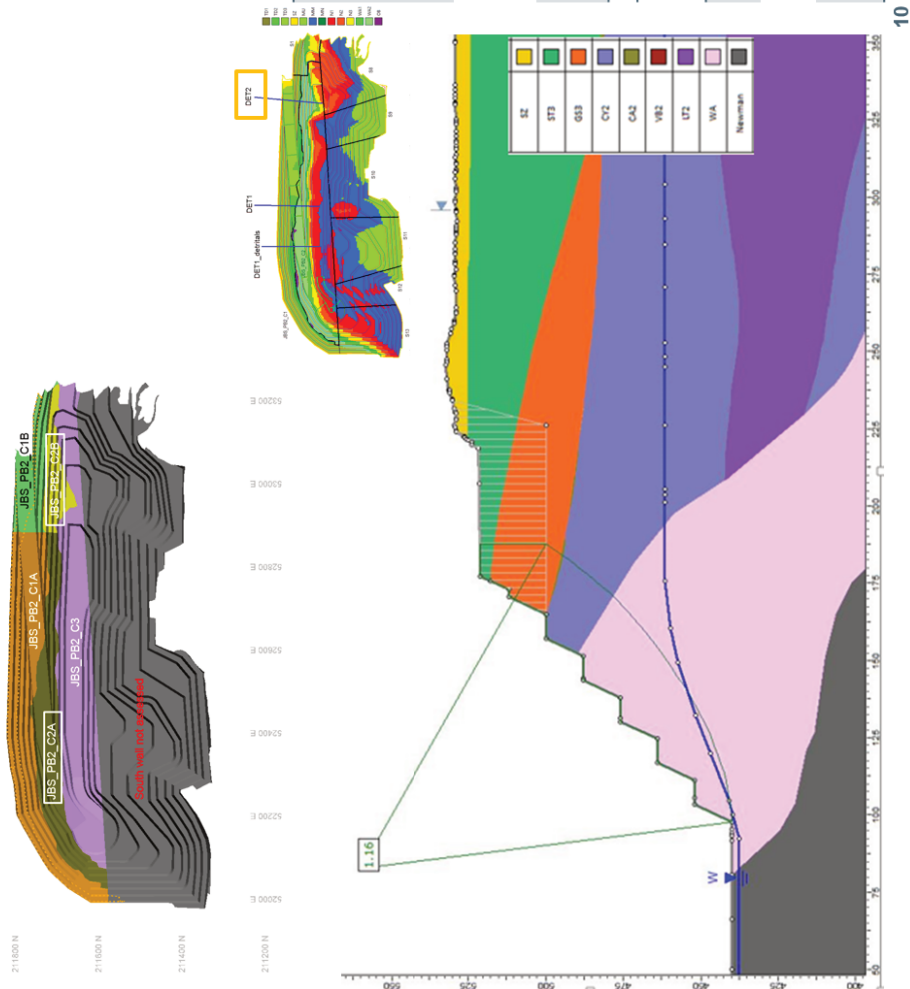 10
DET2
DET1
DET1_detritals
JBS_PB2_C1
JBS_PB2_C1B
JBS_PB2_C2B
JBS_PB2_C1A
JBS_PB2_C3
JBS_PB2_C2A
South wall not assessed
211800 N
211600 N
211400 N
211200 N
52000 E
52200 E
52400 E
52600 E
52800 E
53000 E
53200 E
SZ
ST3
GS3
CY2
CA2
VB2
LT2
WA
Newman
1.16
W
550
525
500
475
450
425
400
50
75
100
125
150
175
200
225
250
275
300
325
350